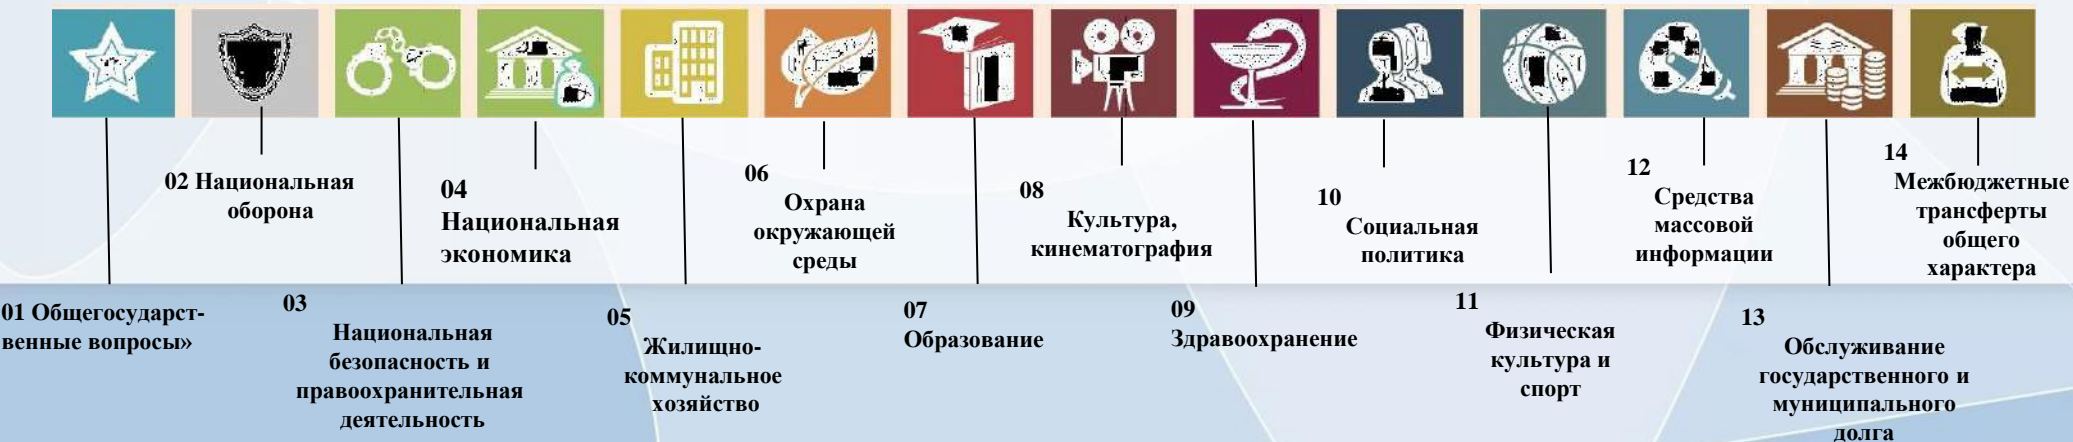 01 Общегосударст-
венные вопросы»
02 Национальная
оборона
03
Национальная
безопасность и
правоохранительная
деятельность
04
Национальная
экономика
05
Жилищно-
коммунальное
хозяйство
06
Охрана
окружающей
среды
07
Образование
08
Культура,
кинематография
09
Здравоохранение
10
Социальная
политика
11
Физическая
культура и
спорт
12
Средства
массовой
информации
13
Обслуживание
государственного и
муниципального
долга
14
Межбюджетные
трансферты
общего
характера